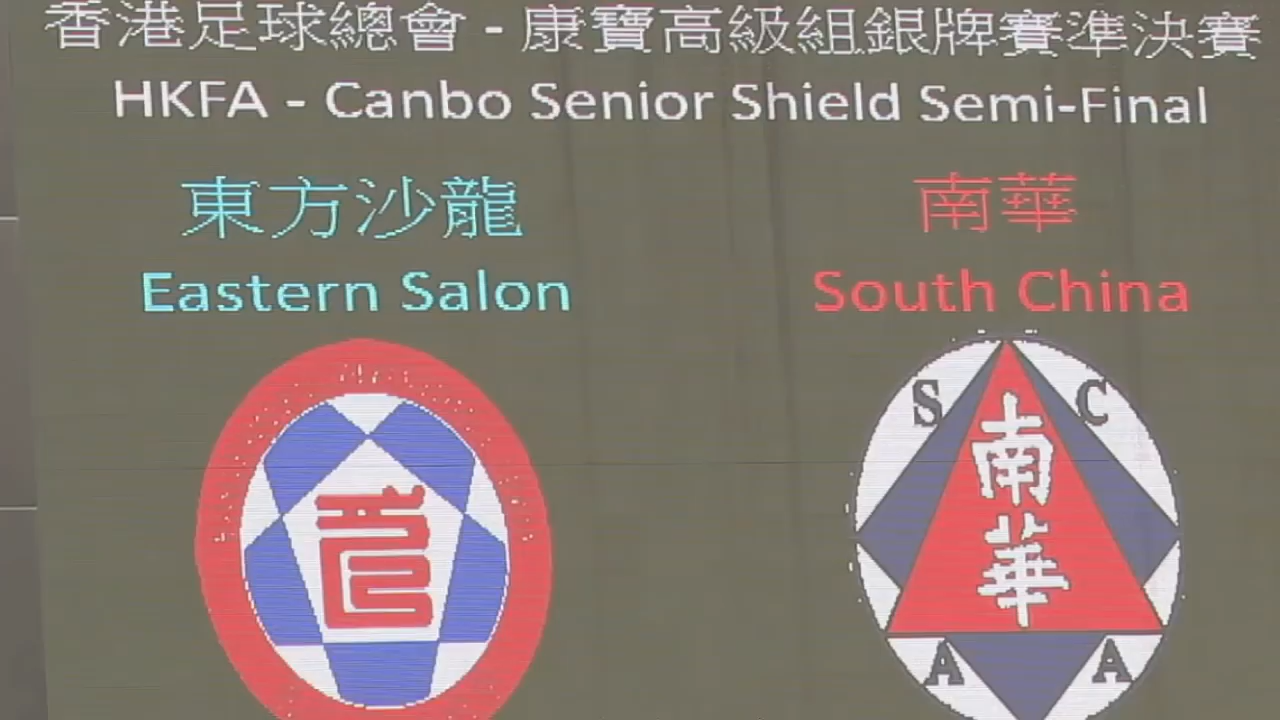 香港足球總會 - 康寶高級組銀牌賽準決賽
HKFA - Canbo Senior Shield Semi-Final
東方沙龍
南華
Eastern Salon
South China
S C
南華
A A